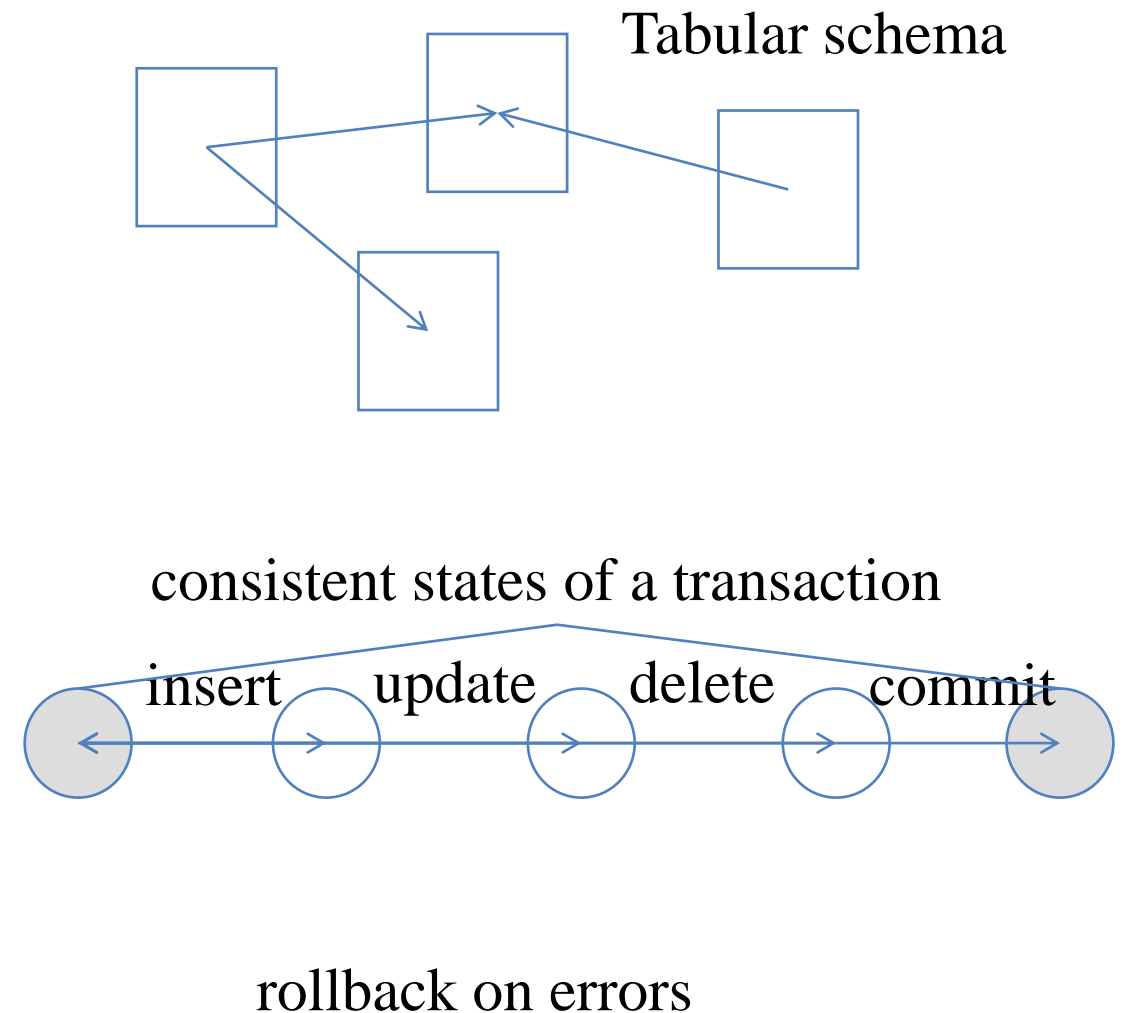 Tabular schema
consistent states of a transaction
insert update delete commit
rollback on errors